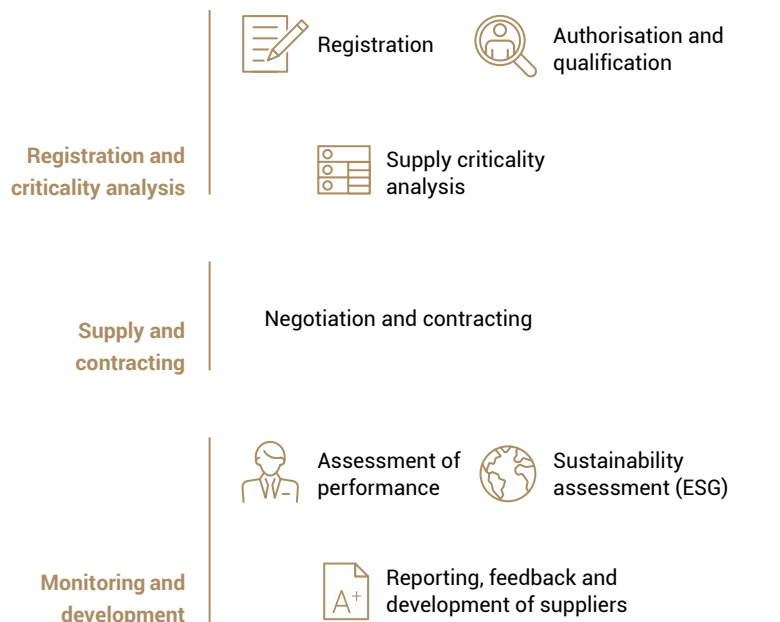 Registration
Authorisation and
qualification
Registration and
criticality analysis
Supply criticality
analysis
Supply and
contracting
Negotiation and contracting
Assessment of
performance
Sustainability
assessment (ESG)
Monitoring and
development
A+
Reporting, feedback and
development of suppliers